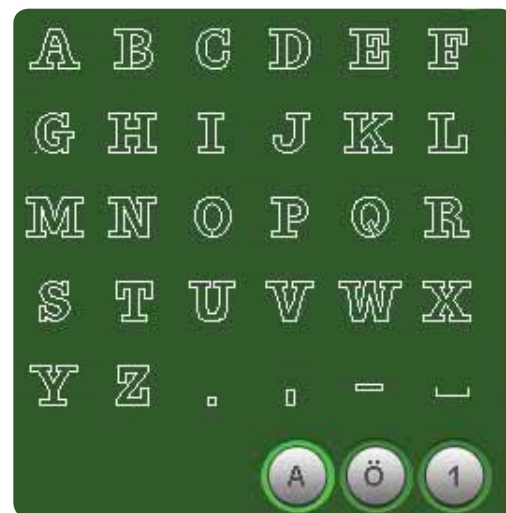 A B C D E F
G H I J K L
M N O P Q R
S T U V W X
Y Z . , - ⎵
A Ö 1